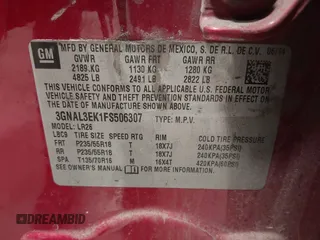 GM
MFD BY GENERAL MOTORS DE MEXICO, S. DE R.L. DE C.V.
GVWR GAWR FRT GAWR RR
2189.KG 1130 KG 1280 KG
4825 LB 2491 LB 2822 LB
THIS VEHICLE CONFORMS TO ALL APPLICABLE U.S. FEDERAL
MOTOR VEHICLE SAFETY AND THEFT PREVENTION STANDARDS IN
EFFECT ON THE DATE OF MANUFACTURE SHOWN ABOVE.
3GNAL3EK1FS506307 TYPE: M.P.V.
LBC9 MODEL: LR26
TIRE SIZE SPEED RTG RIM COLD TIRE PRESSURE
FRT P235/55R18 T 18X7J 240KPA(35PSI)
RR P235/55R18 T 18X7J 240KPA(35PSI)
SPA T135/70R16 M 16X4T 420KPA(60PSI)
SEE OWNER'S MANUAL
DREAMBID